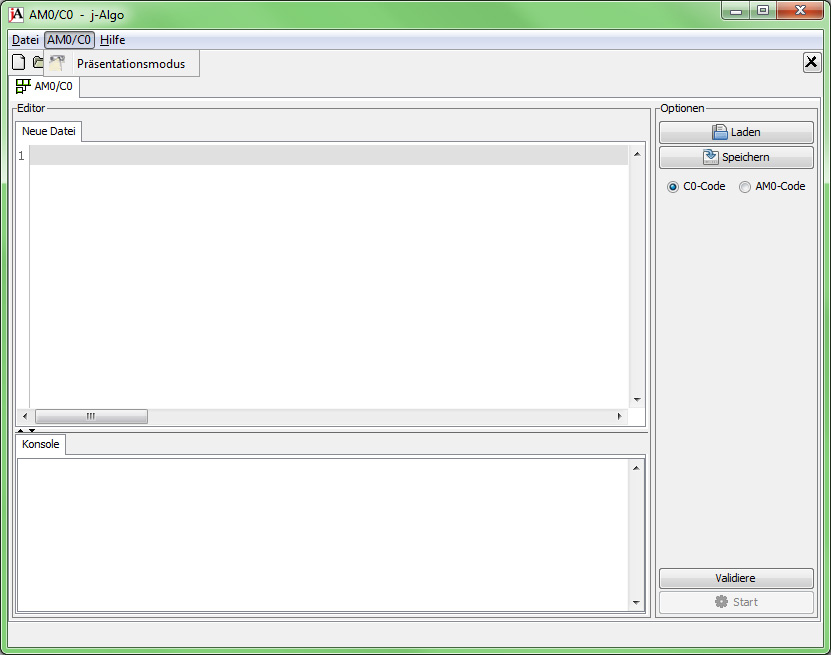 jA AM0/C0 - j-Algo
Datei AM0/C0 Hilfe
Präsentationsmodus
AM0/C0
Editor
Neue Datei
1
Konsole
Optionen
Laden
Speichern
C0-Code AM0-Code
Validiere
Start